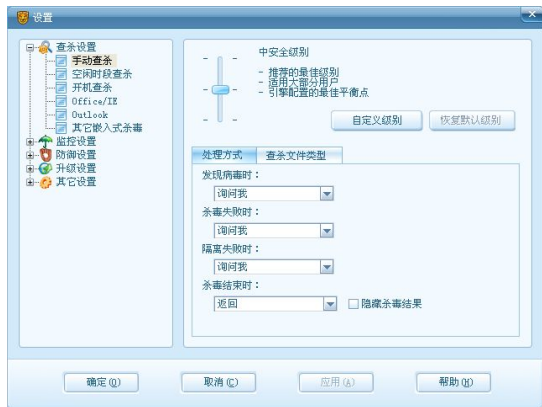 设置
查杀设置
手动查杀
空闲时段查杀
开机查杀
Office/IE
Outlook
其它嵌入式杀毒
监控设置
防御设置
升级设置
其它设置
中安全级别
- 推荐的最佳级别
- 适用大部分用户
- 引擎配置的最佳平衡点
自定义级别
恢复默认级别
处理方式 查杀文件类型
发现病毒时：
询问我
杀毒失败时：
询问我
隔离失败时：
询问我
杀毒结束时：
返回
隐藏杀毒结果
确定(O) 取消(C) 应用(A) 帮助(H)